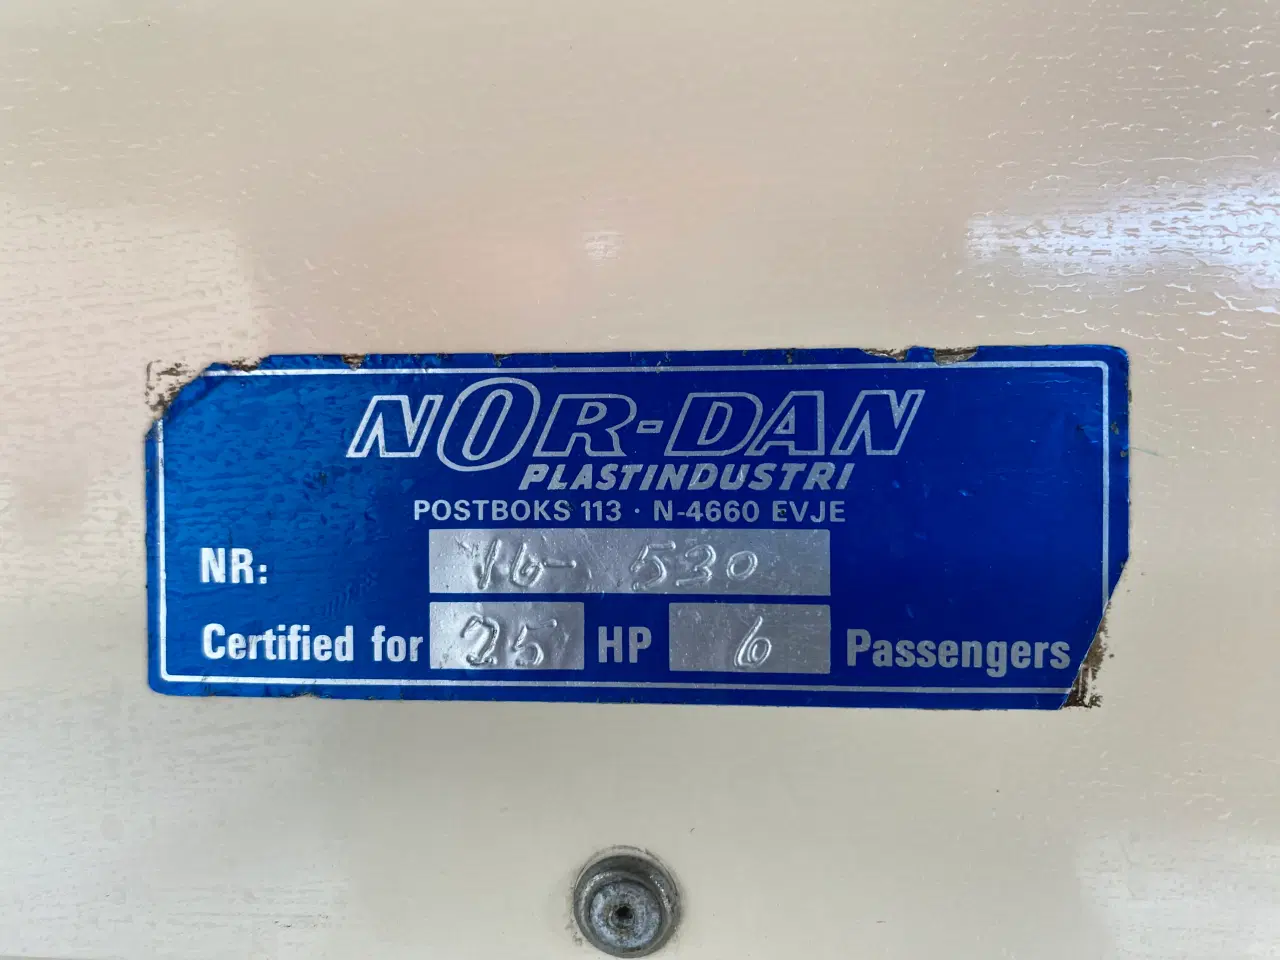 NOR-DAN
PLASTINDUSTRI
POSTBOKS 113 · N-4660 EVJE
NR: 16- 530
Certified for 25 HP 6 Passengers